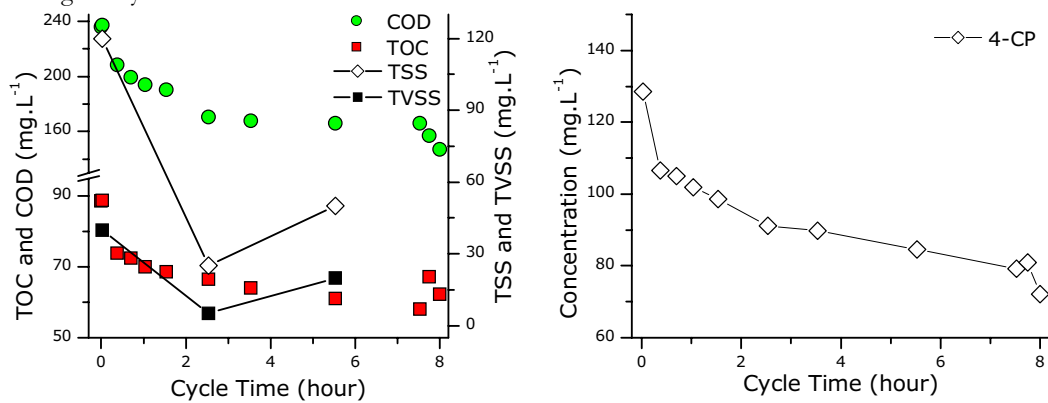 240
200
160
90
70
50
TOC and COD (mg.L⁻¹)
COD
TOC
TSS
TVSS
120
90
60
30
0
TSS and TVSS (mg.L⁻¹)
0 2 4 6 8
Cycle Time (hour)
140
120
100
80
60
Concentration (mg.L⁻¹)
4-CP
0 2 4 6 8
Cycle Time (hour)